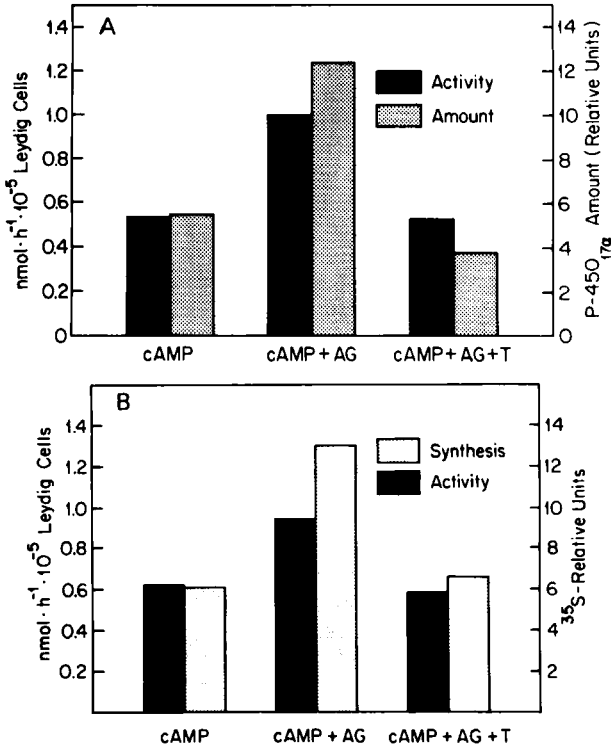 A
nmol·h⁻¹·10⁻⁵ Leydig Cells
1.4
1.2
1.0
0.8
0.6
0.4
0.2
0
Activity
Amount
14
12
10
8
6
4
2
0
P-450₁₇α Amount (Relative Units)
cAMP
cAMP + AG
cAMP+AG+T
B
nmol·h⁻¹·10⁻⁵ Leydig Cells
1.4
1.2
1.0
0.8
0.6
0.4
0.2
Synthesis
Activity
14
12
10
8
6
4
2
³⁵S-Relative Units
cAMP
cAMP + AG
cAMP + AG + T